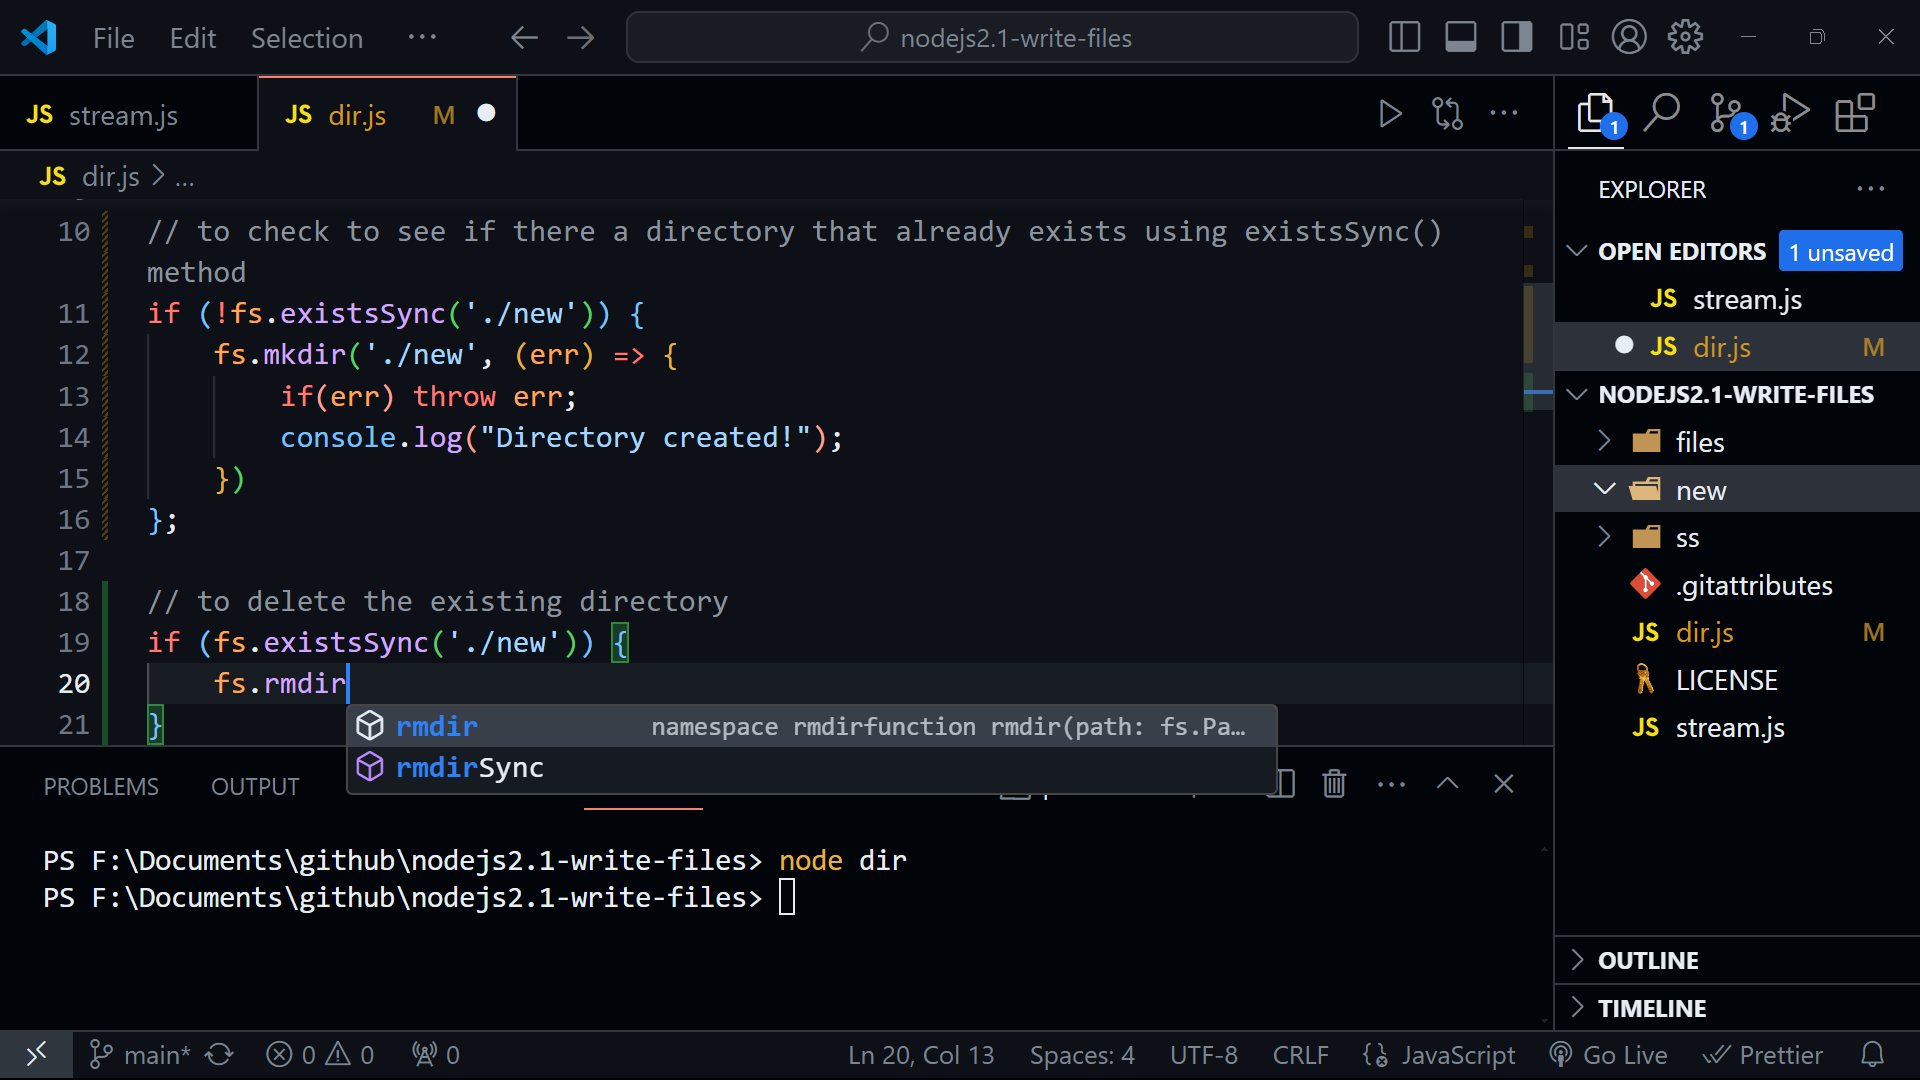 File Edit Selection ... nodejs2.1-write-files
JS stream.js JS dir.js M
JS dir.js > ...
10 // to check to see if there a directory that already exists using existsSync()
method
11 if (!fs.existsSync('./new')) {
12 fs.mkdir('./new', (err) => {
13 if(err) throw err;
14 console.log("Directory created!");
15 })
16 };
17
18 // to delete the existing directory
19 if (fs.existsSync('./new')) {
20 fs.rmdir
21 }
rmdir namespace rmdirfunction rmdir(path: fs.Pa...
rmdirSync
PROBLEMS OUTPUT
PS F:\Documents\github\nodejs2.1-write-files> node dir
PS F:\Documents\github\nodejs2.1-write-files>
1 1
EXPLORER ...
OPEN EDITORS 1 unsaved
JS stream.js
JS dir.js M
NODEJS2.1-WRITE-FILES
files
new
ss
.gitattributes
JS dir.js M
LICENSE
JS stream.js
OUTLINE
TIMELINE
main* 0 0 0 Ln 20, Col 13 Spaces: 4 UTF-8 CRLF JavaScript Go Live Prettier